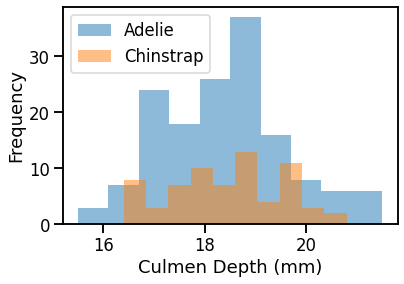 Adelie
Chinstrap
Frequency
30
20
10
0
16 18 20
Culmen Depth (mm)